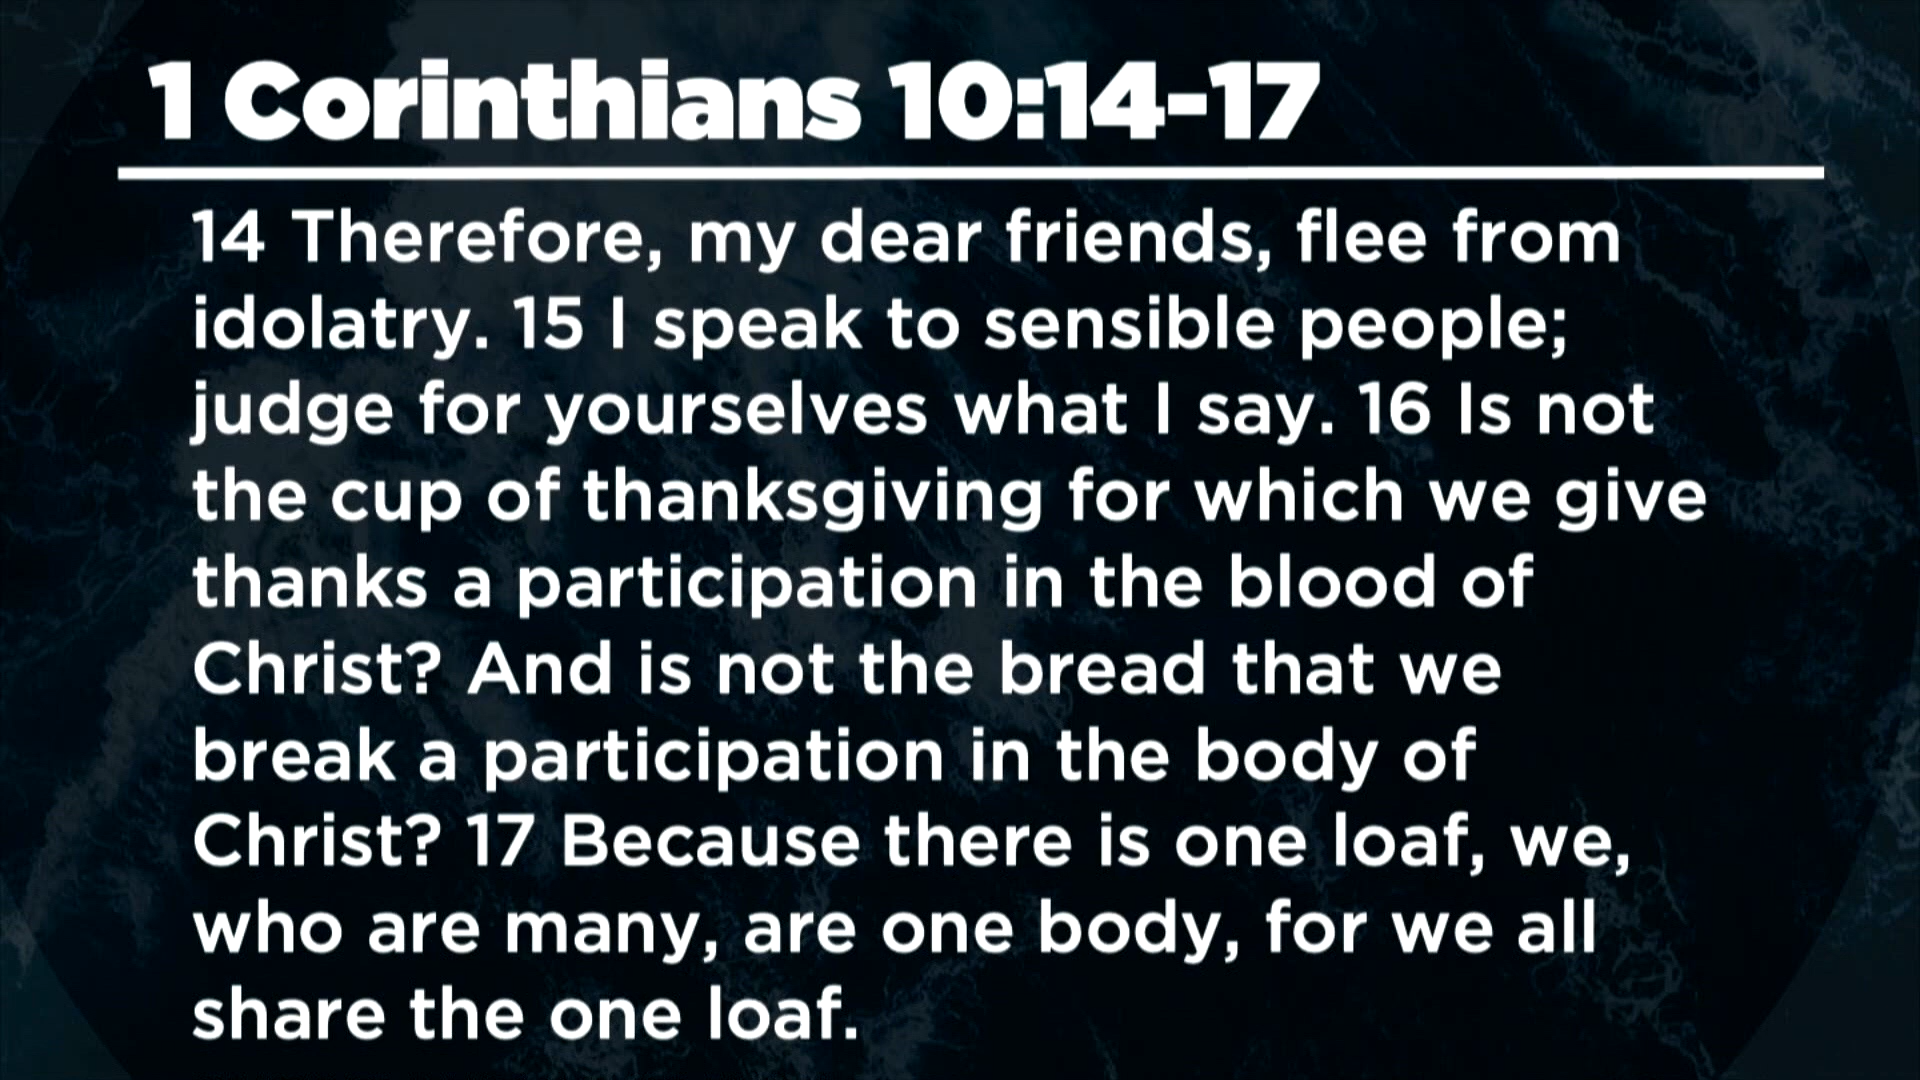 1 Corinthians 10:14-17
14 Therefore, my dear friends, flee from
idolatry. 15 I speak to sensible people;
judge for yourselves what I say. 16 Is not
the cup of thanksgiving for which we give
thanks a participation in the blood of
Christ? And is not the bread that we
break a participation in the body of
Christ? 17 Because there is one loaf, we,
who are many, are one body, for we all
share the one loaf.